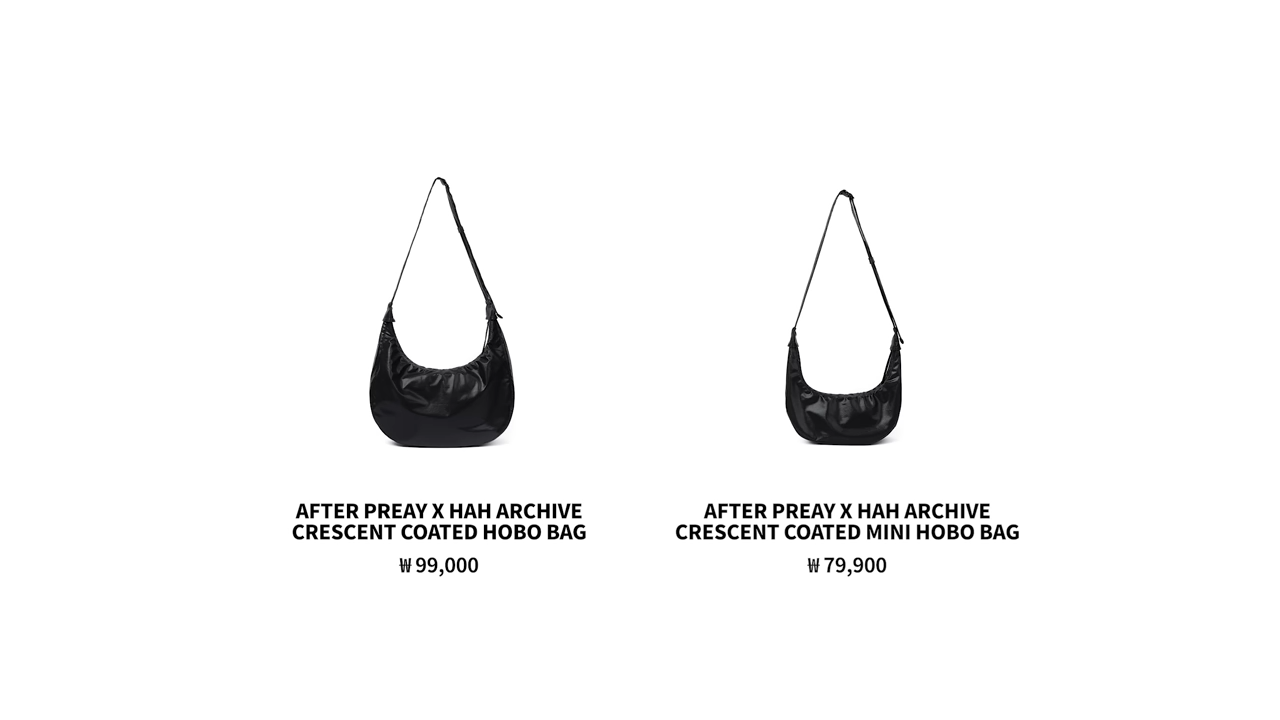 AFTER PREAY X HAH ARCHIVE
CRESCENT COATED HOBO BAG
₩ 99,000
AFTER PREAY X HAH ARCHIVE
CRESCENT COATED MINI HOBO BAG
₩ 79,900